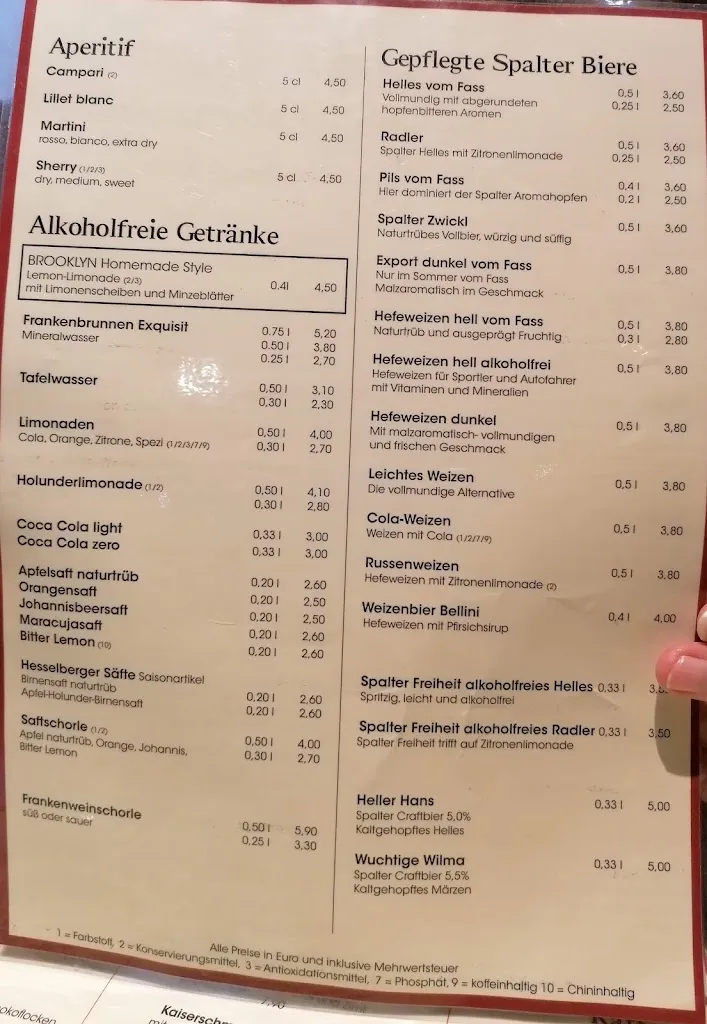 Aperitif
Campari (2) 5 cl 4,50
Lillet blanc 5 cl 4,50
Martini 5 cl 4,50
rosso, bianco, extra dry
Sherry (1/2/3) 5 cl 4,50
dry, medium, sweet
Alkoholfreie Getränke
BROOKLYN Homemade Style
Lemon-Limonade (2/3) 0.4l 4,50
mit Limonenscheiben und Minzeblätter
Frankenbrunnen Exquisit 0.75 l 5,20
Mineralwasser 0.50 l 3,80
0.25 l 2,70
Tafelwasser 0,50 l 3,10
0,30 l 2,30
Limonaden 0,50 l 4,00
Cola, Orange, Zitrone, Spezi (1/2/3/7/9) 0,30 l 2,70
Holunderlimonade (1/2) 0,50 l 4,10
0,30 l 2,80
Coca Cola light 0,33 l 3,00
Coca Cola zero 0,33 l 3,00
Apfelsaft naturtrüb 0,20 l 2,60
Orangensaft 0,20 l 2,50
Johannisbeersaft 0,20 l 2,50
Maracujasaft 0,20 l 2,60
Bitter Lemon (10) 0,20 l 2,60
Hesselberger Säfte Saisonartikel
Birnensaft naturtrüb 0,20 l 2,60
Apfel-Holunder-Birnensaft 0,20 l 2,60
Saftschorle (1/2) 0,50 l 4,00
Apfel naturtrüb, Orange, Johannis, 0,30 l 2,70
Bitter Lemon
Frankenweinschorle 0,50 l 5,90
süß oder sauer 0,25 l 3,30
Gepflegte Spalter Biere
Helles vom Fass 0,5 l 3,60
Vollmundig mit abgerundeten 0,25 l 2,50
hopfenbitteren Aromen
Radler 0,5 l 3,60
Spalter Helles mit Zitronenlimonade 0,25 l 2,50
Pils vom Fass 0,4 l 3,60
Hier dominiert der Spalter Aromahopfen 0,2 l 2,50
Spalter Zwickl 0,5 l 3,60
Naturtrübes Vollbier, würzig und süffig
Export dunkel vom Fass 0,5 l 3,80
Nur im Sommer vom Fass
Malzaromatisch im Geschmack
Hefeweizen hell vom Fass 0,5 l 3,80
Naturtrüb und ausgeprägt Fruchtig 0,3 l 2,80
Hefeweizen hell alkoholfrei 0,5 l 3,80
Hefeweizen für Sportler und Autofahrer
mit Vitaminen und Mineralien
Hefeweizen dunkel 0,5 l 3,80
Mit malzaromatisch- vollmundigen
und frischen Geschmack
Leichtes Weizen 0,5 l 3,80
Die vollmundige Alternative
Cola-Weizen 0,5 l 3,80
Weizen mit Cola (1/2/7/9)
Russenweizen 0,5 l 3,80
Hefeweizen mit Zitronenlimonade (2)
Weizenbier Bellini 0,4 l 4,00
Hefeweizen mit Pfirsichsirup
Spalter Freiheit alkoholfreies Helles 0,33 l
Spritzig, leicht und alkoholfrei
Spalter Freiheit alkoholfreies Radler 0,33 l 3,50
Spalter Freiheit trifft auf Zitronenlimonade
Heller Hans 0,33 l 5,00
Spalter Craftbier 5,0%
Kaltgehopftes Helles
Wuchtige Wilma 0,33 l 5,00
Spalter Craftbier 5,5%
Kaltgehopftes Märzen
Alle Preise in Euro und inklusive Mehrwertsteuer
1 = Farbstoff, 2 = Konservierungsmittel, 3 = Antioxidationsmittel, 7 = Phosphat, 9 = koffeinhaltig 10 = Chininhaltig